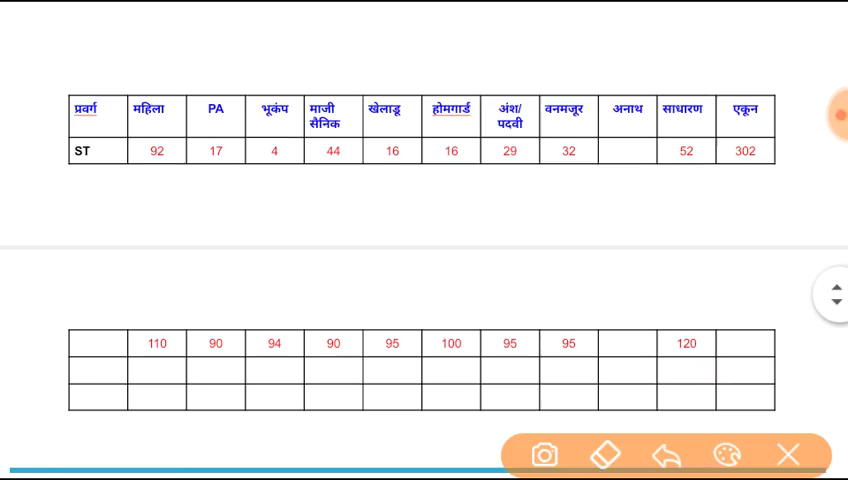 प्रवर्ग महिला PA भूकंप माजी सैनिक खेलाडू होमगार्ड अंश/ पदवी वनमजूर अनाथ साधारण एकून
ST 92 17 4 44 16 16 29 32 52 302
110 90 94 90 95 100 95 95 120